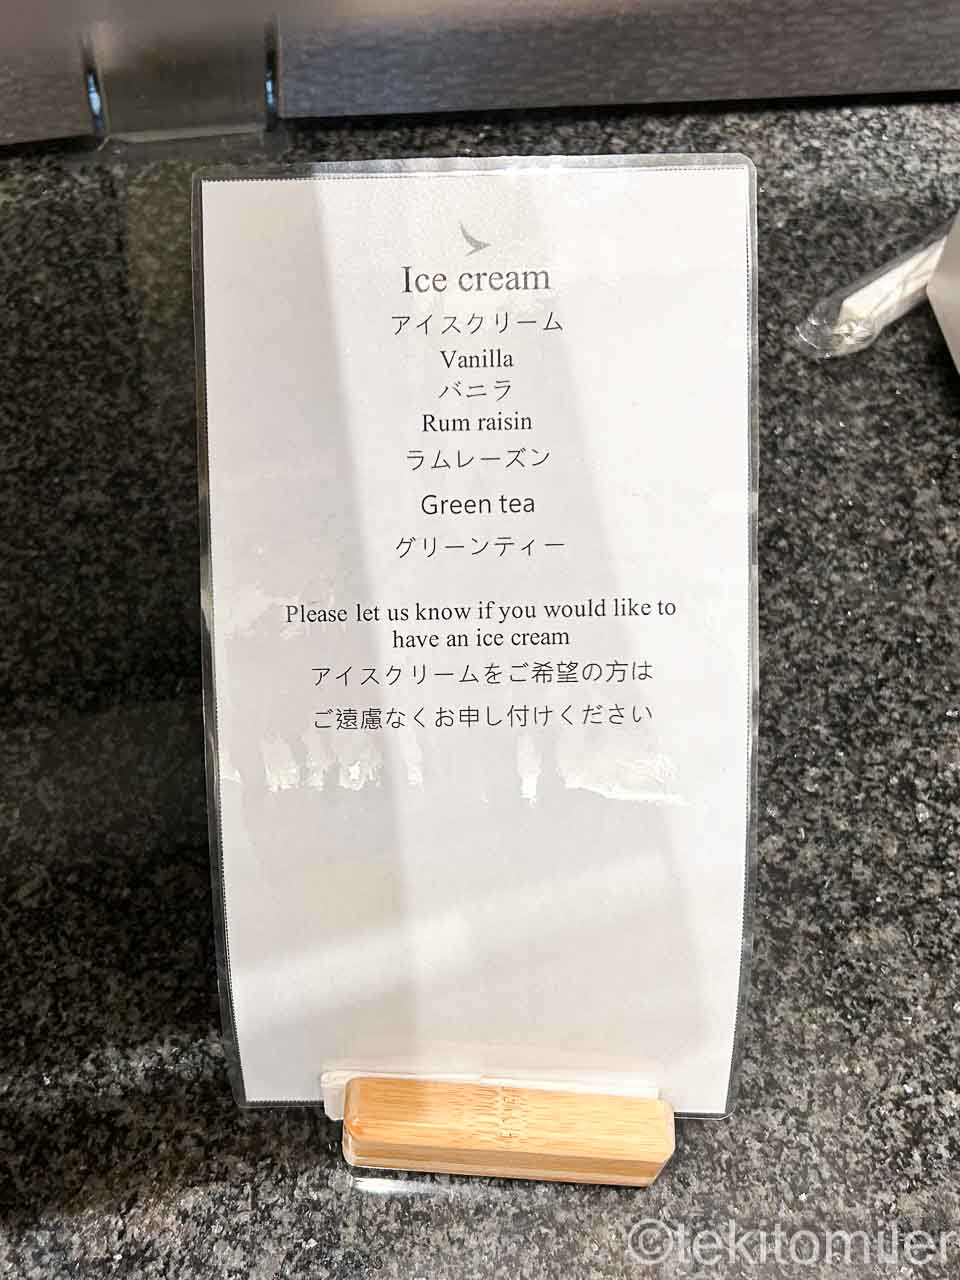 Ice cream
アイスクリーム
Vanilla
バニラ
Rum raisin
ラムレーズン
Green tea
グリーンティー
Please let us know if you would like to
have an ice cream
アイスクリームをご希望の方は
ご遠慮なくお申し付けください
©tekitomiler